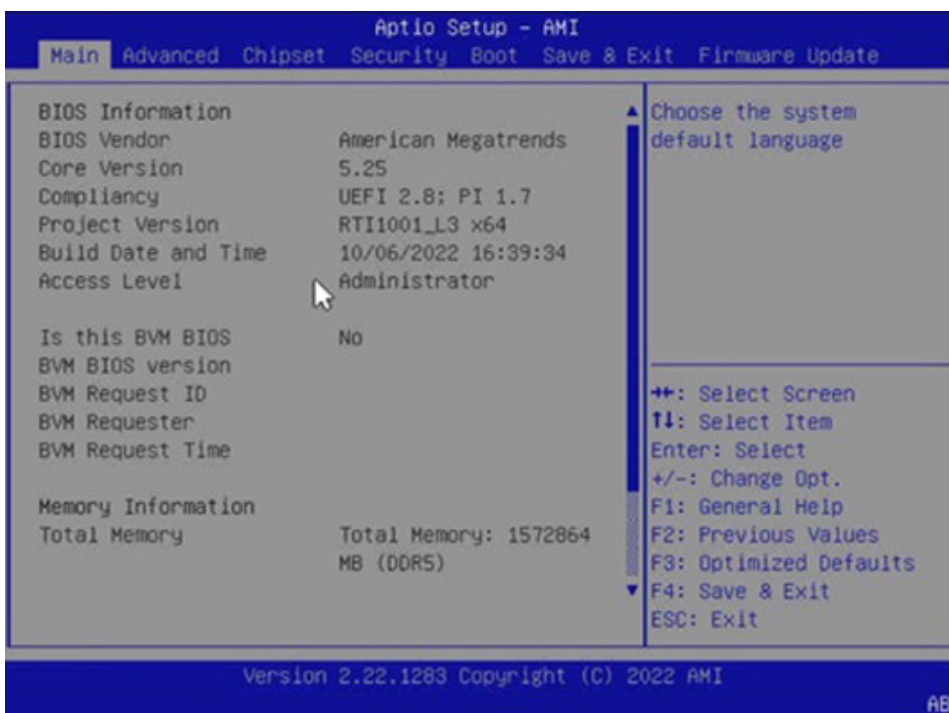 Aptio Setup - AMI
Main Advanced Chipset Security Boot Save & Exit Firmware Update
BIOS Information
BIOS Vendor American Megatrends
Core Version 5.25
Compliancy UEFI 2.8; PI 1.7
Project Version RTI1001_L3 x64
Build Date and Time 10/06/2022 16:39:34
Access Level Administrator
Is this BVM BIOS No
BVM BIOS version
BVM Request ID
BVM Requester
BVM Request Time
Memory Information
Total Memory Total Memory: 1572864
MB (DDR5)
Choose the system
default language
→←: Select Screen
↑↓: Select Item
Enter: Select
+/-: Change Opt.
F1: General Help
F2: Previous Values
F3: Optimized Defaults
F4: Save & Exit
ESC: Exit
Version 2.22.1283 Copyright (C) 2022 AMI
AB